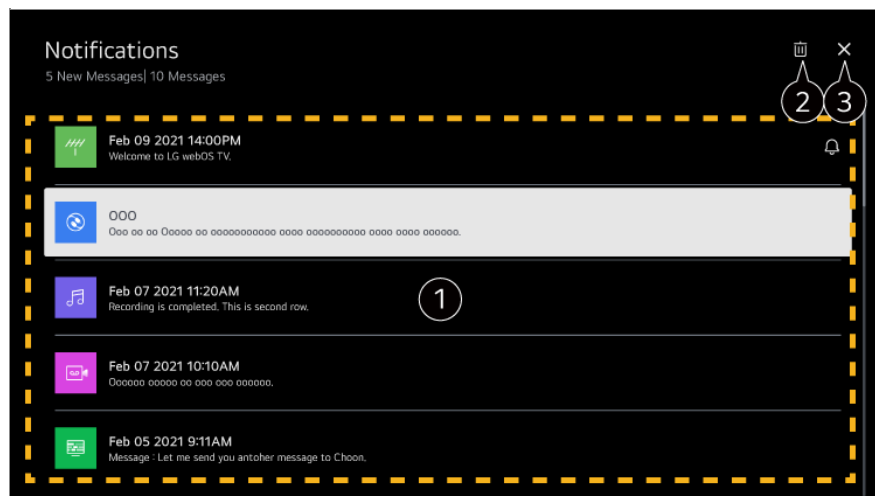 Notifications
5 New Messages| 10 Messages
2 3
Feb 09 2021 14:00PM
Welcome to LG webOS TV.
OOO
Ooo oo oo Ooooo oo ooooooooooo oooo oooooooooo oooo oooo oooooo.
Feb 07 2021 11:20AM
Recording is completed. This is second row.
1
Feb 07 2021 10:10AM
Oooooo ooooo oo ooo ooo oooooo.
Feb 05 2021 9:11AM
Message : Let me send you antoher message to Choon.